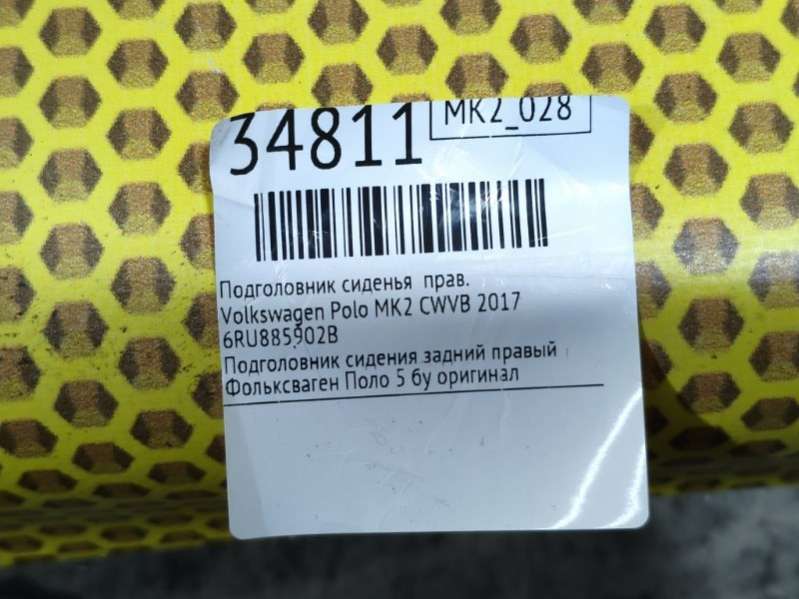 34811
MK2_028
Подголовник сиденья прав.
Volkswagen Polo MK2 CWVB 2017
6RU885902B
Подголовник сидения задний правый
Фольксваген Поло 5 бу оригинал